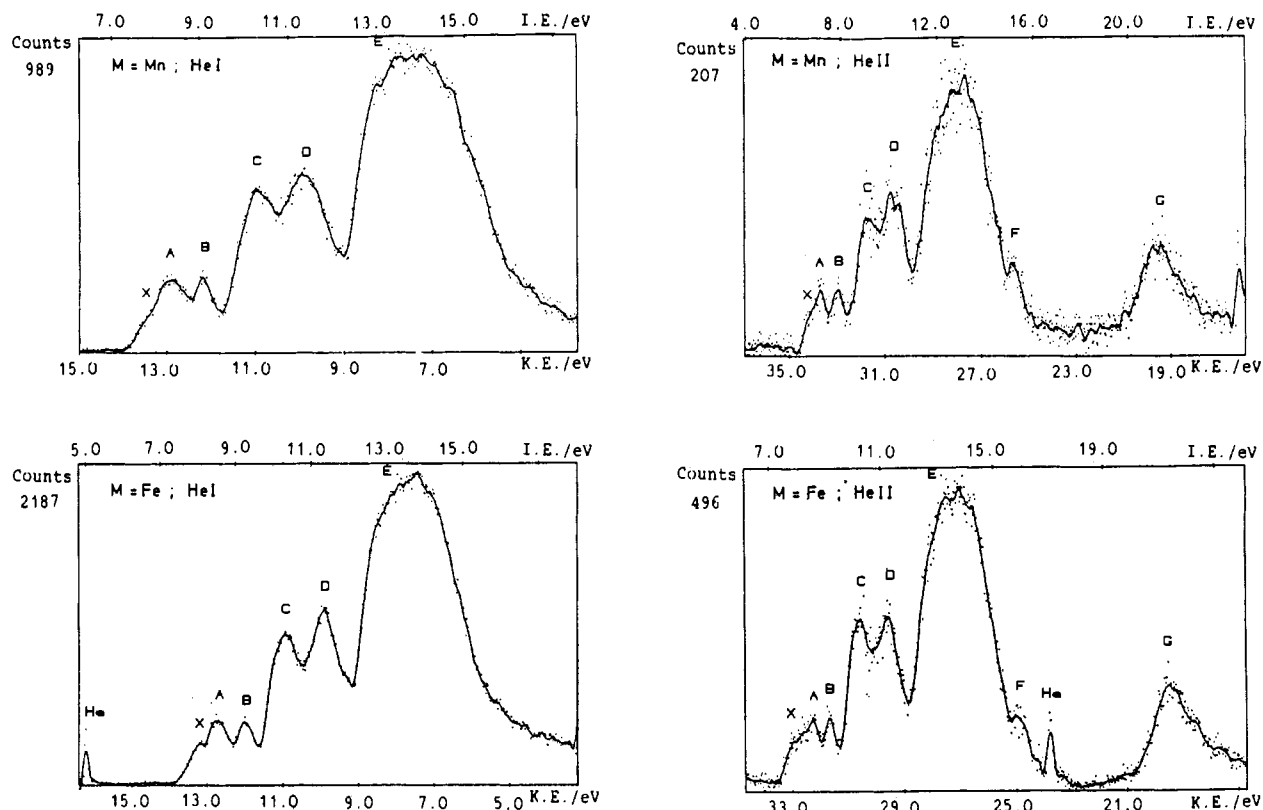 7.0 9.0 11.0 13.0 15.0 I.E./eV
Counts
989
M = Mn ; HeI
X A B C D E
15.0 13.0 11.0 9.0 7.0 K.E./eV
4.0 8.0 12.0 16.0 20.0 I.E./eV
Counts
207
M = Mn ; HeII
X A B C D E F G
35.0 31.0 27.0 23.0 19.0 K.E./eV
5.0 7.0 9.0 11.0 13.0 15.0 I.E./eV
Counts
2187
M = Fe ; HeI
He X A B C D E
15.0 13.0 11.0 9.0 7.0 5.0 K.E./eV
7.0 11.0 15.0 19.0 I.E./eV
Counts
496
M = Fe ; HeII
X A B C D E F He G
33.0 29.0 25.0 21.0 K.E./eV